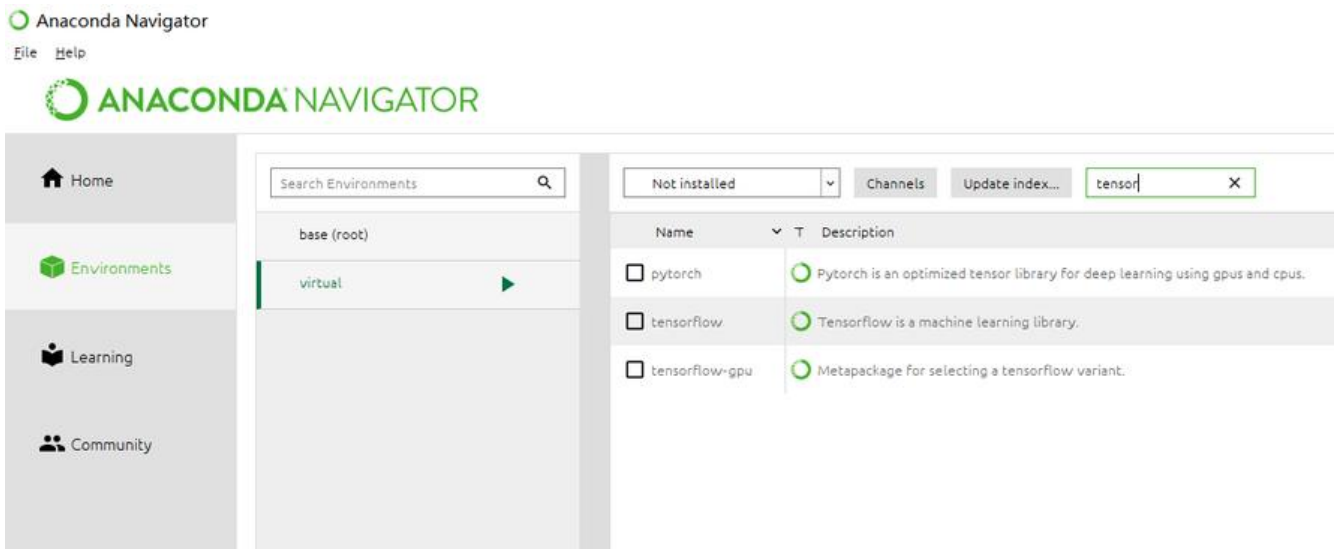 Anaconda Navigator
File Help
ANACONDA NAVIGATOR
Home
Environments
Learning
Community
Search Environments
base (root)
virtual
Not installed Channels Update index... tensor
Name T Description
pytorch Pytorch is an optimized tensor library for deep learning using gpus and cpus.
tensorflow Tensorflow is a machine learning library.
tensorflow-gpu Metapackage for selecting a tensorflow variant.